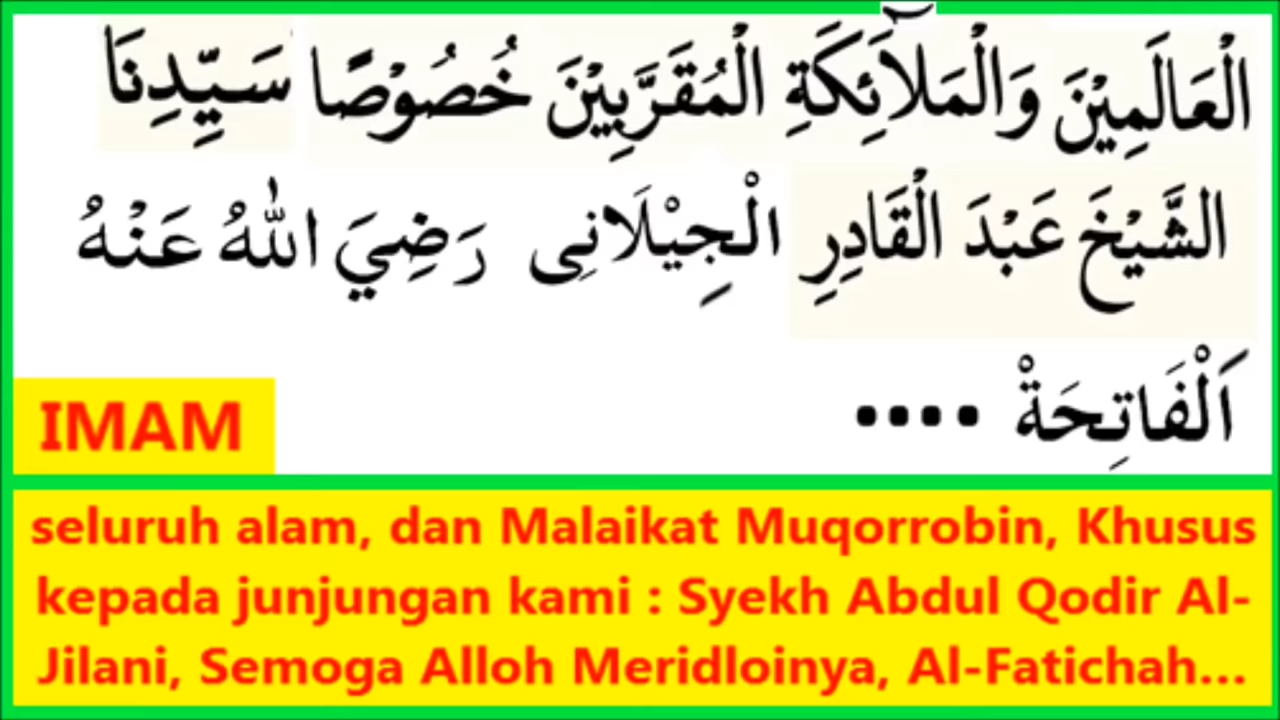 الْعَالَمِيْنَ وَالْمَلَآئِكَةِ الْمُقَرَّبِيْنَ خُصُوْصًا سَيِّدِنَا
الشَّيْخَ عَبْدَ الْقَادِرِ الْجِيْلَانِى رَضِيَ اللهُ عَنْهُ
اَلْفَاتِحَةْ ....
IMAM
seluruh alam, dan Malaikat Muqorrobin, Khusus
kepada junjungan kami : Syekh Abdul Qodir Al-
Jilani, Semoga Alloh Meridloinya, Al-Fatichah...